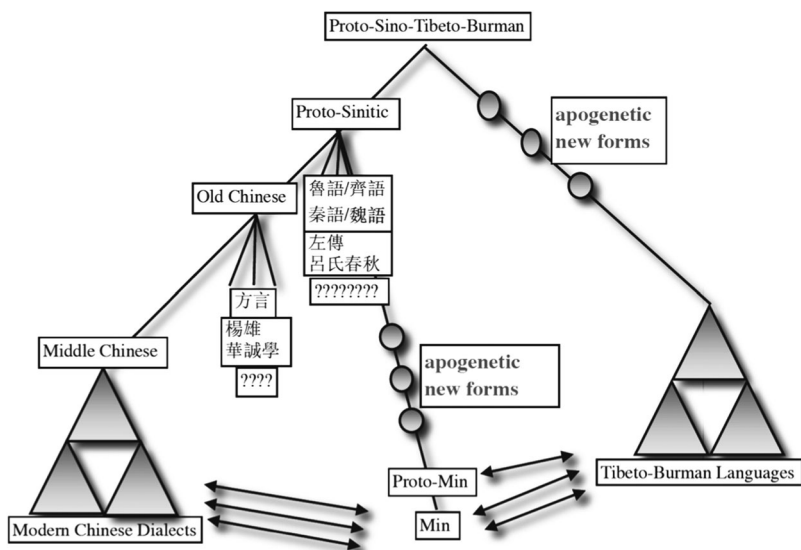 Proto-Sino-Tibeto-Burman
Proto-Sinitic
apogenetic
new forms
Old Chinese
魯語/齊語
秦語/魏語
左傳
呂氏春秋
????????
方言
楊雄
華誠學
????
Middle Chinese
apogenetic
new forms
Tibeto-Burman Languages
Proto-Min
Min
Modern Chinese Dialects